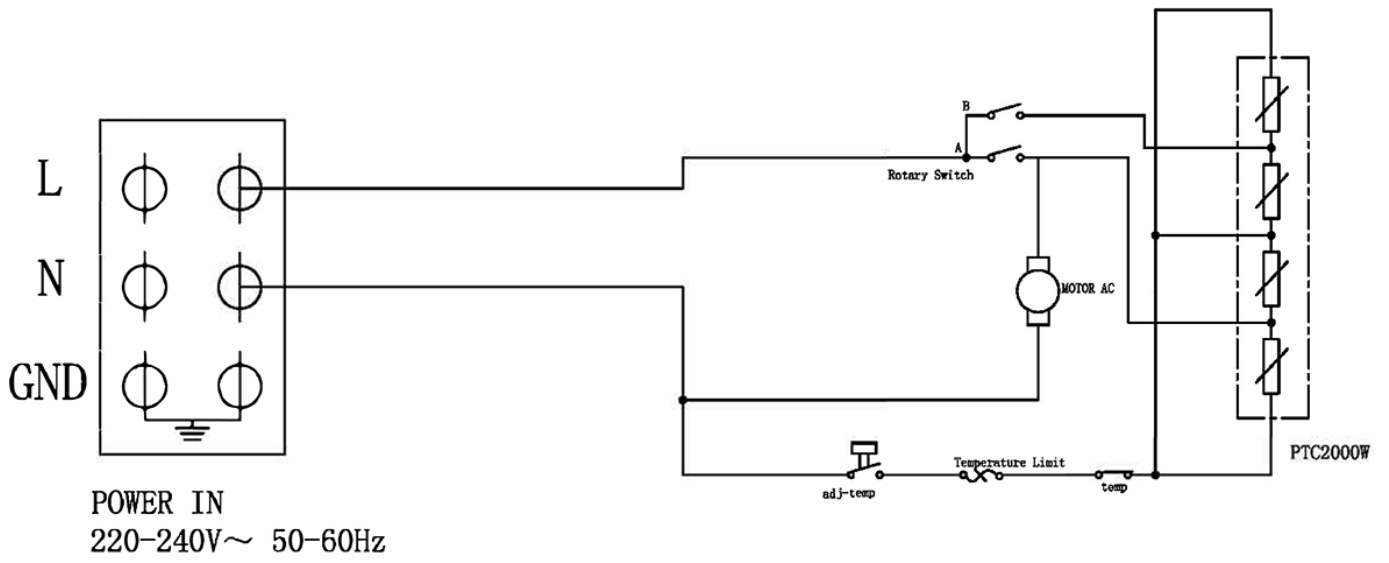 L
N
GND
POWER IN
220-240V～ 50-60Hz
B
A
Rotary Switch
MOTOR AC
adj-temp
Temperature Limit
temp
PTC2000W